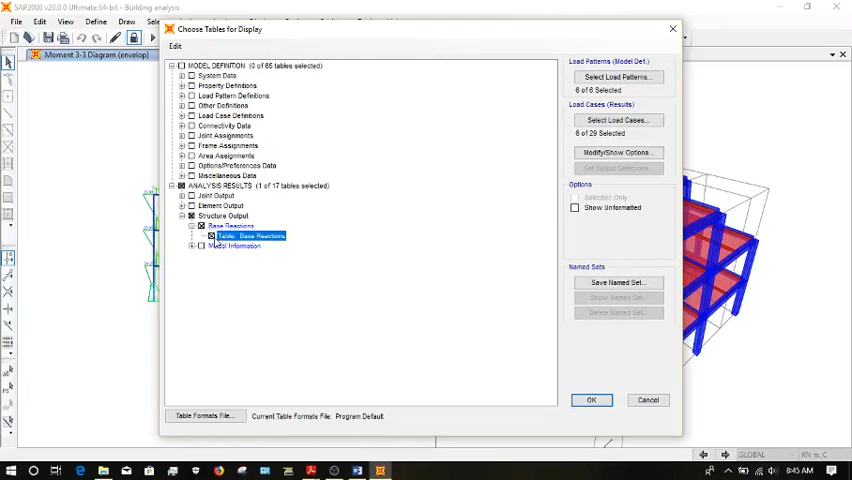 SAP2000 v20.0.0 Ultimate 64-bit - Building analysis
File Edit View Define Draw
Moment 3-3 Diagram (envelop)
Choose Tables for Display
Edit
MODEL DEFINITION (0 of 65 tables selected)
System Data
Property Definitions
Load Pattern Definitions
Other Definitions
Load Case Definitions
Connectivity Data
Joint Assignments
Frame Assignments
Area Assignments
Options/Preferences Data
Miscellaneous Data
ANALYSIS RESULTS (1 of 17 tables selected)
Joint Output
Element Output
Structure Output
Base Reactions
Table: Base Reactions
Modal Information
Load Patterns (Model Def.)
Select Load Patterns...
6 of 6 Selected
Load Cases (Results)
Select Load Cases...
6 of 29 Selected
Modify/Show Options...
Set Output Selections...
Options
Selection Only
Show Unformatted
Named Sets
Save Named Set...
Show Named Set...
Delete Named Set...
OK
Cancel
Table Formats File...
Current Table Formats File: Program Default
GLOBAL
KN, m, C
8:45 AM